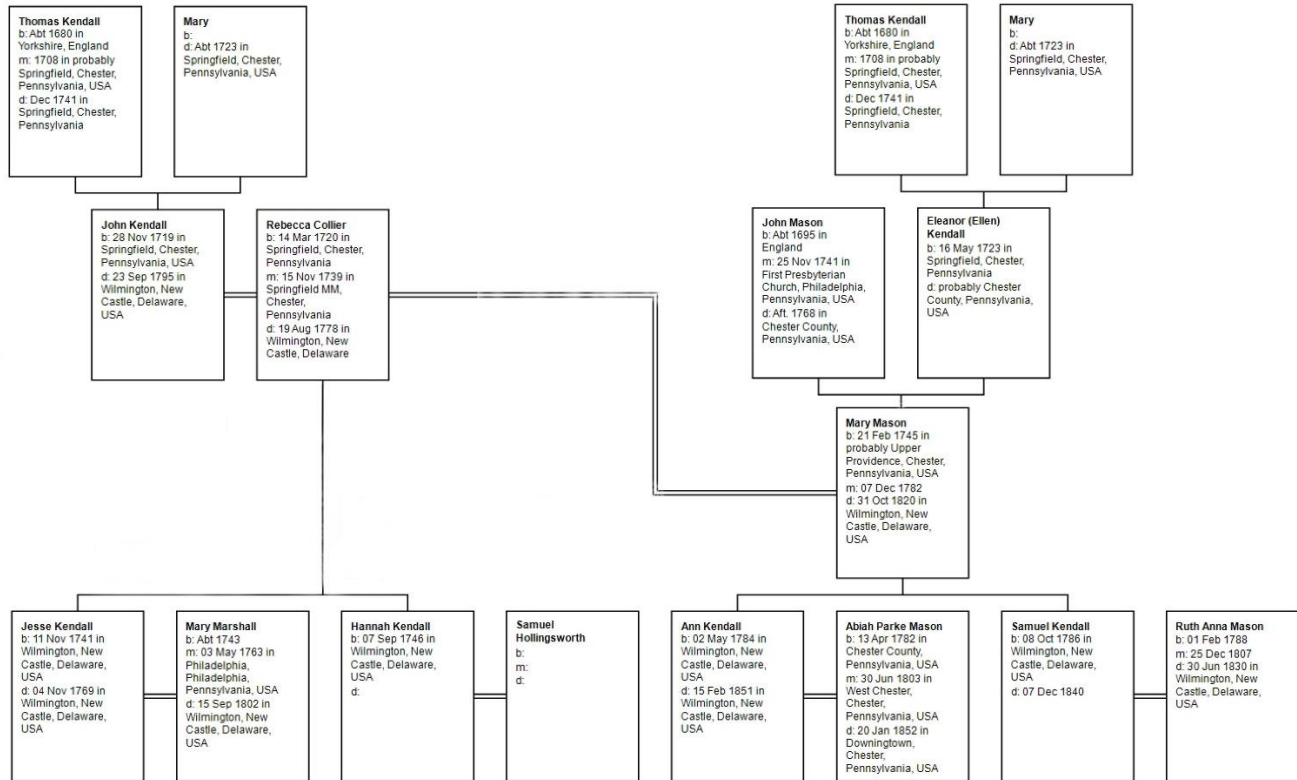 Thomas Kendall
b: Abt 1680 in
Yorkshire, England
m: 1708 in probably
Springfield, Chester,
Pennsylvania, USA
d: Dec 1741 in
Springfield, Chester,
Pennsylvania
Mary
b:
d: Abt 1723 in
Springfield, Chester,
Pennsylvania, USA
Thomas Kendall
b: Abt 1680 in
Yorkshire, England
m: 1708 in probably
Springfield, Chester,
Pennsylvania, USA
d: Dec 1741 in
Springfield, Chester,
Pennsylvania
Mary
b:
d: Abt 1723 in
Springfield, Chester,
Pennsylvania, USA
John Kendall
b: 28 Nov 1719 in
Springfield, Chester,
Pennsylvania, USA
d: 23 Sep 1795 in
Wilmington, New
Castle, Delaware,
USA
Rebecca Collier
b: 14 Mar 1720 in
Springfield, Chester,
Pennsylvania
m: 15 Nov 1739 in
Springfield MM,
Chester,
Pennsylvania
d: 19 Aug 1778 in
Wilmington, New
Castle, Delaware
John Mason
b: Abt 1695 in
England
m: 25 Nov 1741 in
First Presbyterian
Church, Philadelphia,
Pennsylvania, USA
d: Aft. 1768 in
Chester County,
Pennsylvania, USA
Eleanor (Ellen)
Kendall
b: 16 May 1723 in
Springfield, Chester,
Pennsylvania
d: probably Chester
County, Pennsylvania,
USA
Mary Mason
b: 21 Feb 1745 in
probably Upper
Providence, Chester,
Pennsylvania, USA
m: 07 Dec 1782
d: 31 Oct 1820 in
Wilmington, New
Castle, Delaware,
USA
Jesse Kendall
b: 11 Nov 1741 in
Wilmington, New
Castle, Delaware,
USA
d: 04 Nov 1769 in
Wilmington, New
Castle, Delaware,
USA
Mary Marshall
b: Abt 1743
m: 03 May 1763 in
Philadelphia,
Philadelphia,
Pennsylvania, USA
d: 15 Sep 1802 in
Wilmington, New
Castle, Delaware,
USA
Hannah Kendall
b: 07 Sep 1746 in
Wilmington, New
Castle, Delaware,
USA
d:
Samuel
Hollingsworth
b:
m:
d:
Ann Kendall
b: 02 May 1784 in
Wilmington, New
Castle, Delaware,
USA
d: 15 Feb 1851 in
Wilmington, New
Castle, Delaware,
USA
Abiah Parke Mason
b: 13 Apr 1782 in
Chester County,
Pennsylvania, USA
m: 30 Jun 1803 in
West Chester,
Chester,
Pennsylvania, USA
d: 20 Jan 1852 in
Downingtown,
Chester,
Pennsylvania, USA
Samuel Kendall
b: 08 Oct 1786 in
Wilmington, New
Castle, Delaware,
USA
d: 07 Dec 1840
Ruth Anna Mason
b: 01 Feb 1788
m: 25 Dec 1807
d: 30 Jun 1830 in
Wilmington, New
Castle, Delaware,
USA